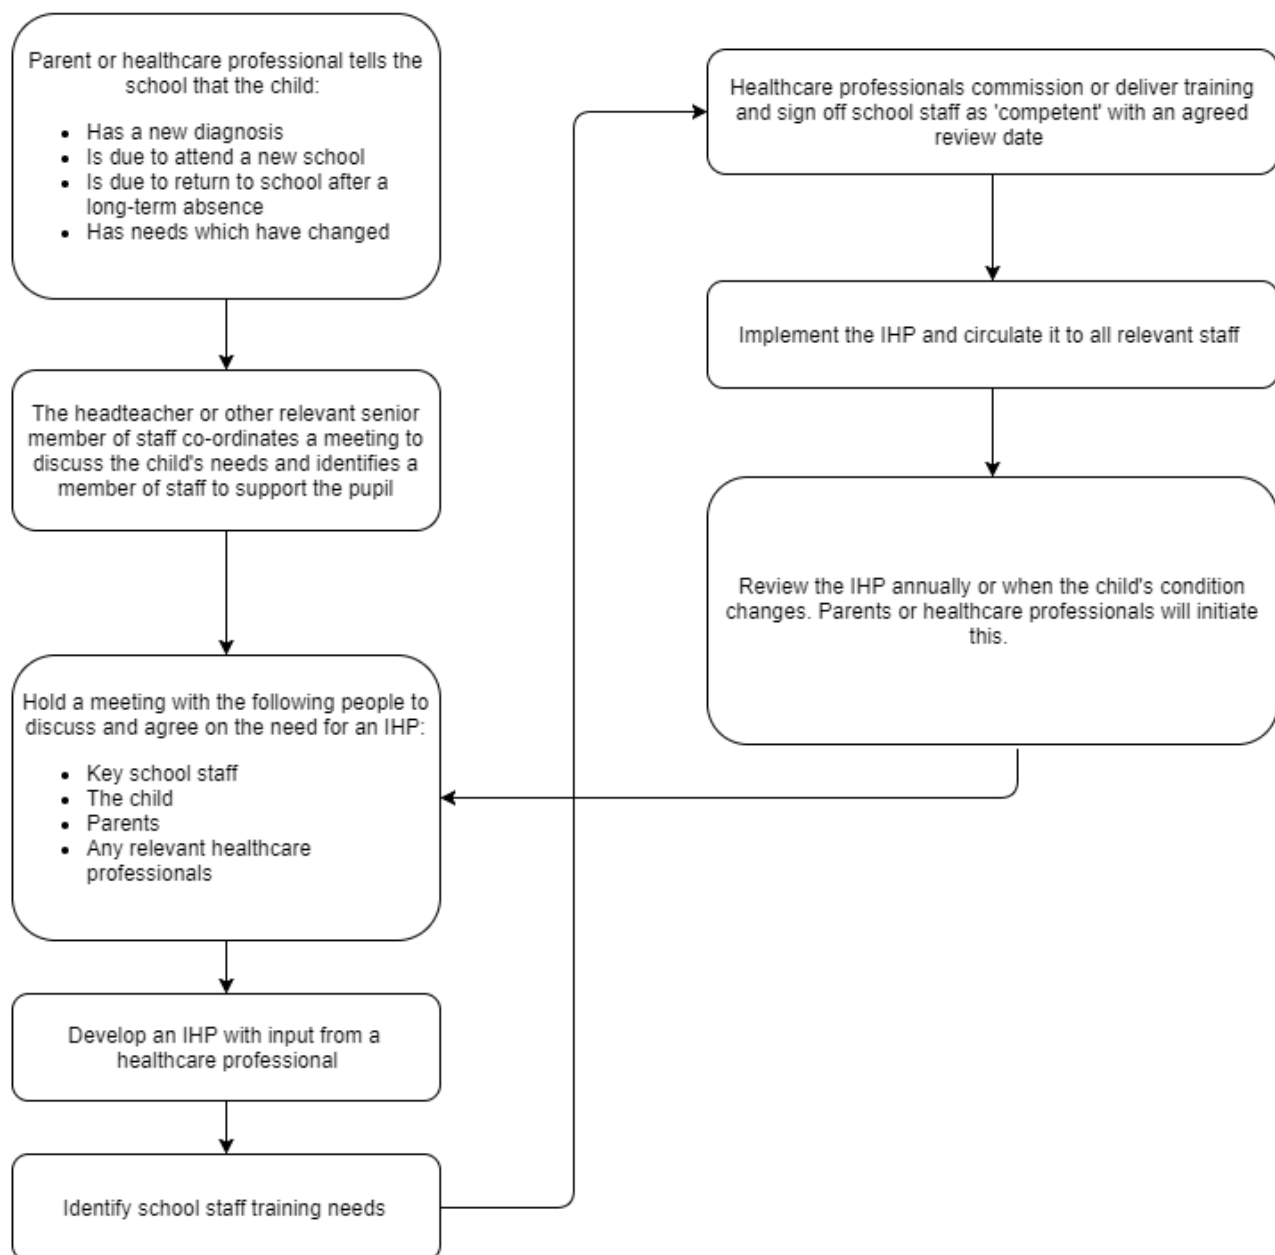 Parent or healthcare professional tells the
school that the child:
Has a new diagnosis
Is due to attend a new school
Is due to return to school after a
long-term absence
Has needs which have changed
The headteacher or other relevant senior
member of staff co-ordinates a meeting to
discuss the child's needs and identifies a
member of staff to support the pupil
Hold a meeting with the following people to
discuss and agree on the need for an IHP:
Key school staff
The child
Parents
Any relevant healthcare
professionals
Develop an IHP with input from a
healthcare professional
Identify school staff training needs
Healthcare professionals commission or deliver training
and sign off school staff as 'competent' with an agreed
review date
Implement the IHP and circulate it to all relevant staff
Review the IHP annually or when the child's condition
changes. Parents or healthcare professionals will initiate
this.